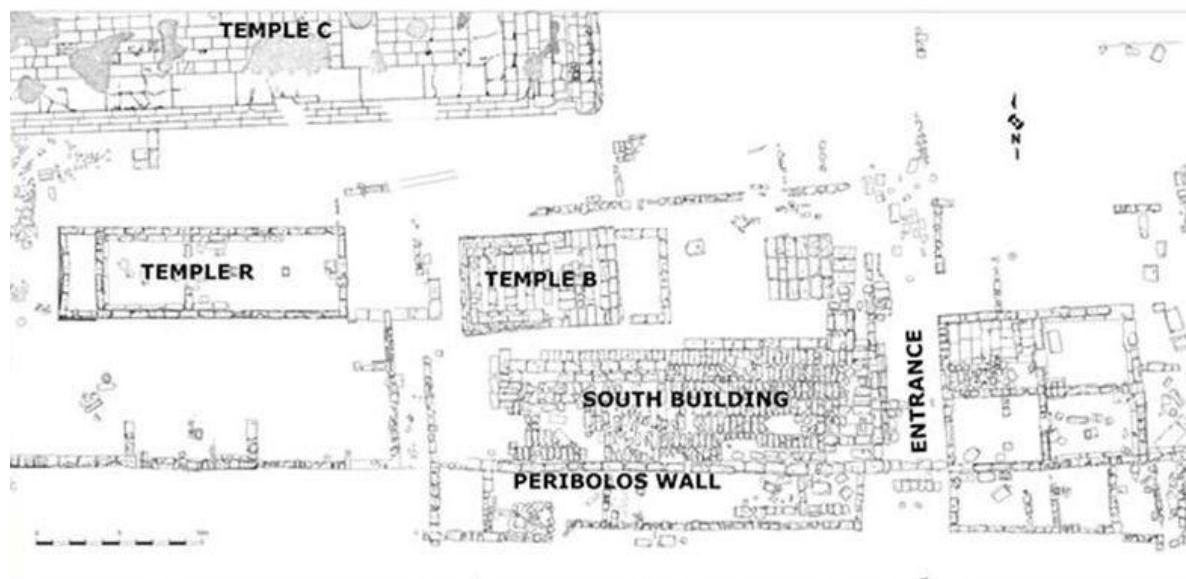 TEMPLE C
TEMPLE R
TEMPLE B
SOUTH BUILDING
ENTRANCE
PERIBOLOS WALL